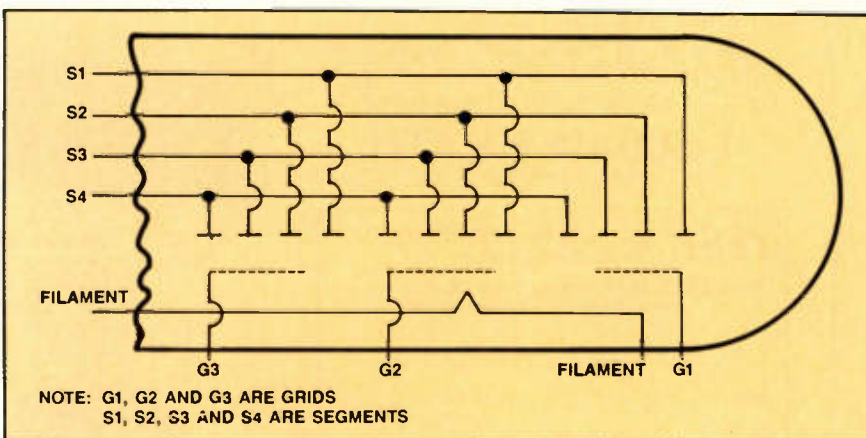 S1
S2
S3
S4
FILAMENT
G3 G2 FILAMENT G1
NOTE: G1, G2 AND G3 ARE GRIDS
S1, S2, S3 AND S4 ARE SEGMENTS